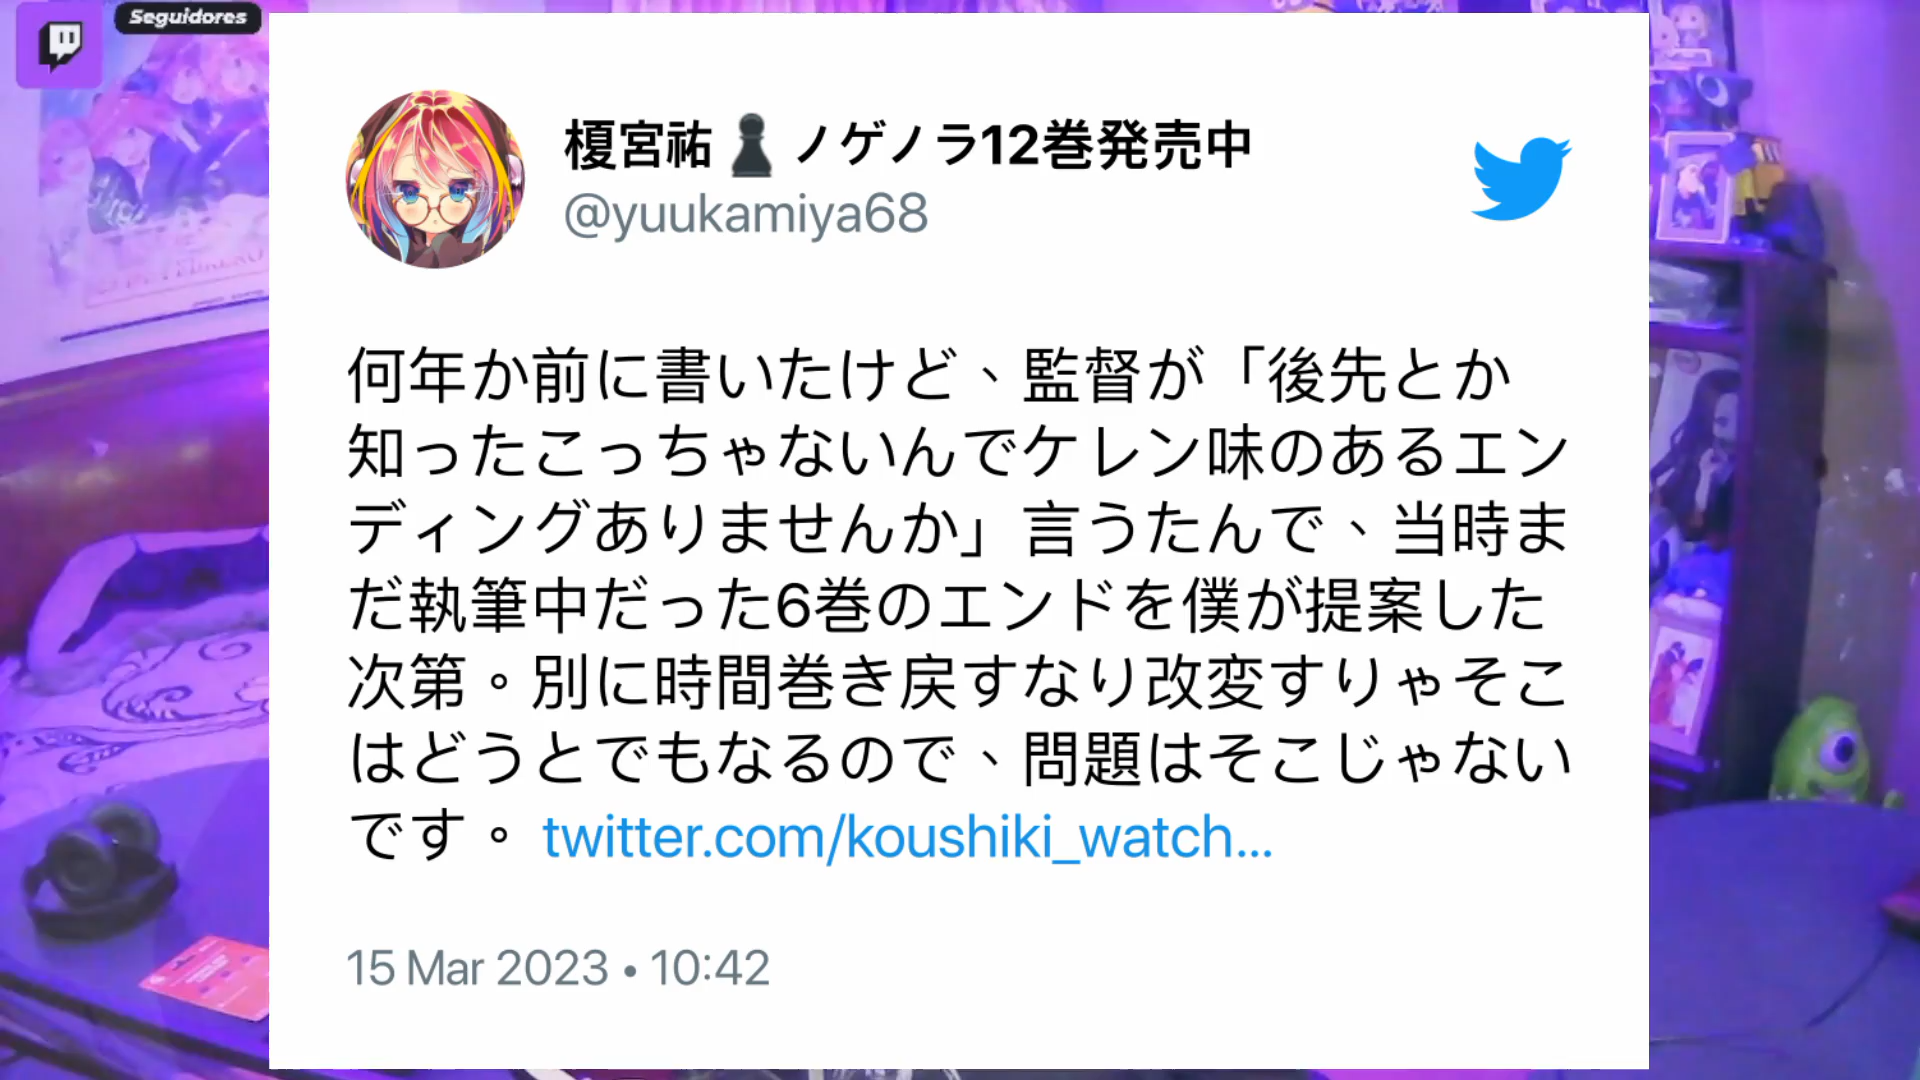 Seguidores
榎宮祐♟ノゲノラ12巻発売中
@yuukamiya68
何年か前に書いたけど、監督が「後先とか
知ったこっちゃないんでケレン味のあるエン
ディングありませんか」言うたんで、当時ま
だ執筆中だった6巻のエンドを僕が提案した
次第。別に時間巻き戻すなり改変すりゃそこ
はどうとでもなるので、問題はそこじゃない
です。 twitter.com/koushiki_watch…
15 Mar 2023 • 10:42